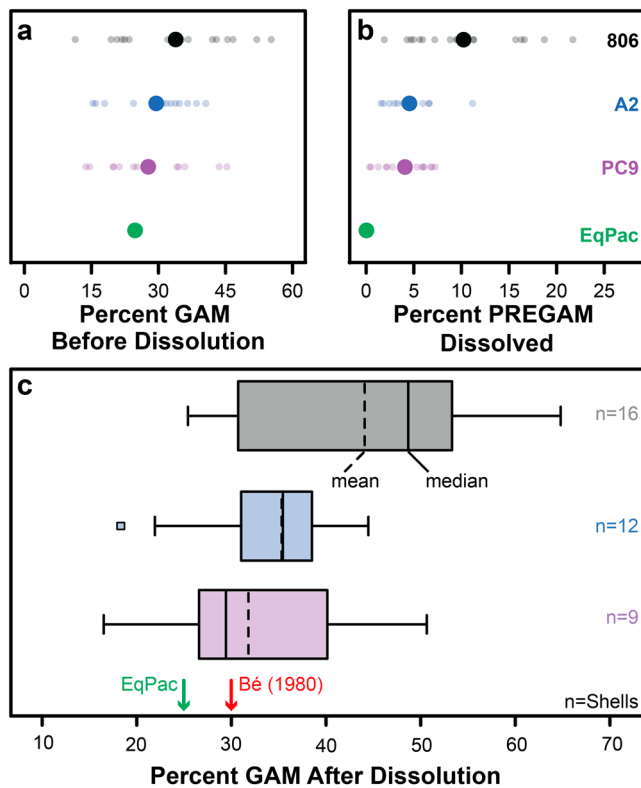 a
b
806
A2
PC9
EqPac
0 15 30 45 60
0 5 10 15 20 25
Percent GAM
Before Dissolution
Percent PREGAM
Dissolved
c
n=16
mean
median
n=12
n=9
EqPac
Bé (1980)
n=Shells
10 20 30 40 50 60 70
Percent GAM After Dissolution